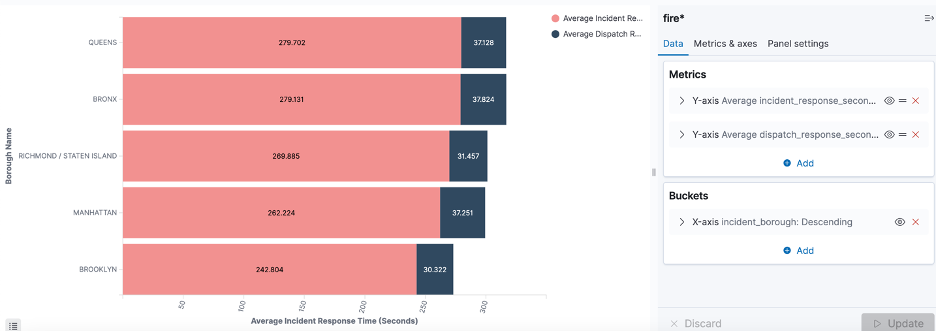 Borough Name
QUEENS
279.702
37.128
BRONX
279.131
37.824
RICHMOND / STATEN ISLAND
269.885
31.457
MANHATTAN
262.224
37.251
BROOKLYN
242.804
30.322
50
100
150
200
250
300
Average Incident Response Time (Seconds)
Average Incident Re...
Average Dispatch R...
fire*
Data Metrics & axes Panel settings
Metrics
Y-axis Average incident_response_secon...
Y-axis Average dispatch_response_secon...
Add
Buckets
X-axis incident_borough: Descending
Add
Discard
Update